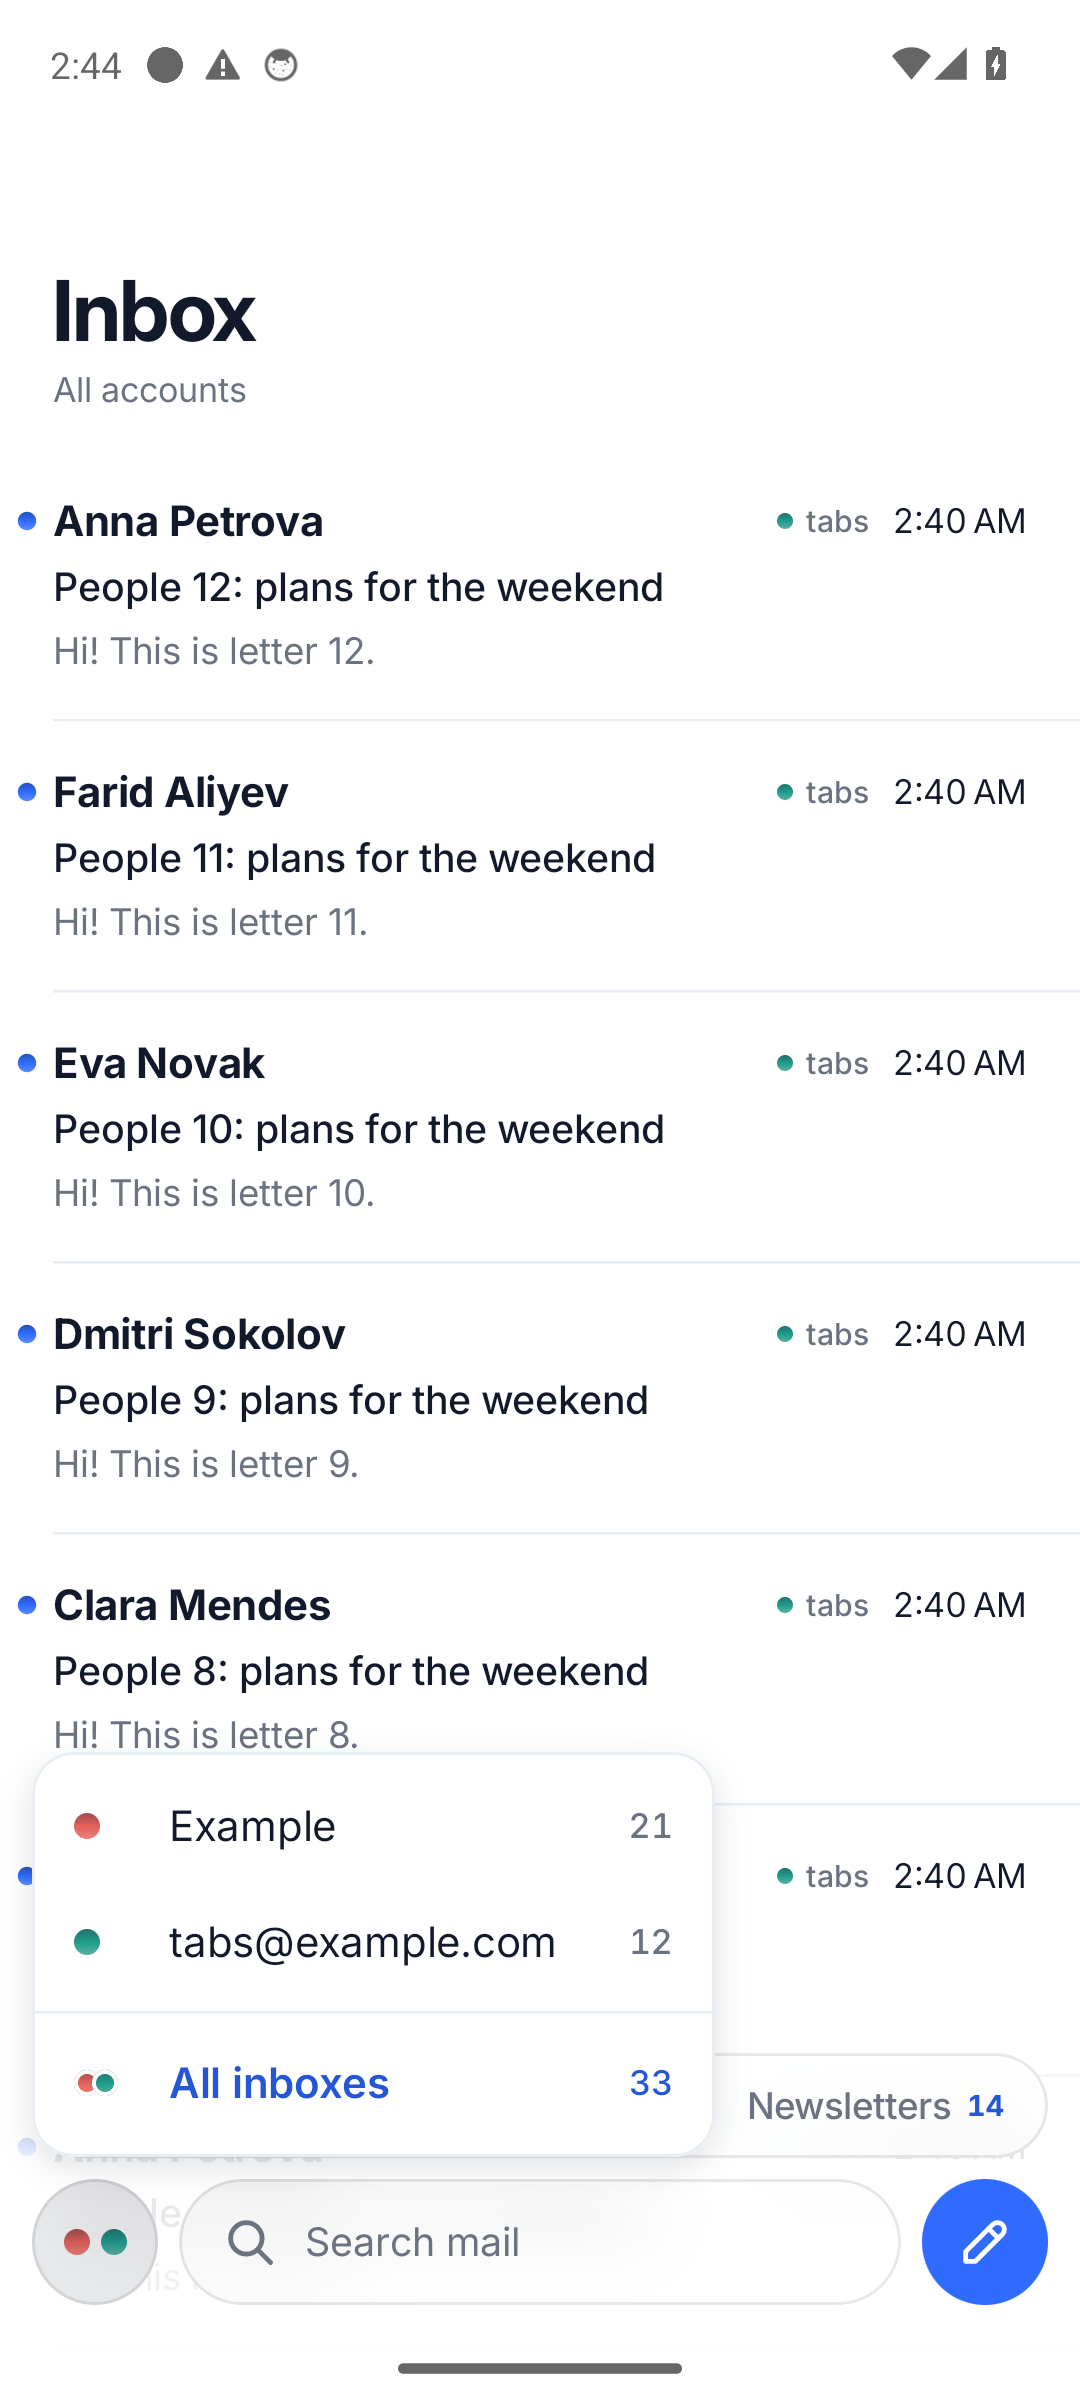 2:44
Inbox
All accounts
Anna Petrova tabs 2:40 AM
People 12: plans for the weekend
Hi! This is letter 12.
Farid Aliyev tabs 2:40 AM
People 11: plans for the weekend
Hi! This is letter 11.
Eva Novak tabs 2:40 AM
People 10: plans for the weekend
Hi! This is letter 10.
Dmitri Sokolov tabs 2:40 AM
People 9: plans for the weekend
Hi! This is letter 9.
Clara Mendes tabs 2:40 AM
People 8: plans for the weekend
Hi! This is letter 8.
Example 21
tabs 2:40 AM
tabs@example.com 12
All inboxes 33
Newsletters 14
Search mail